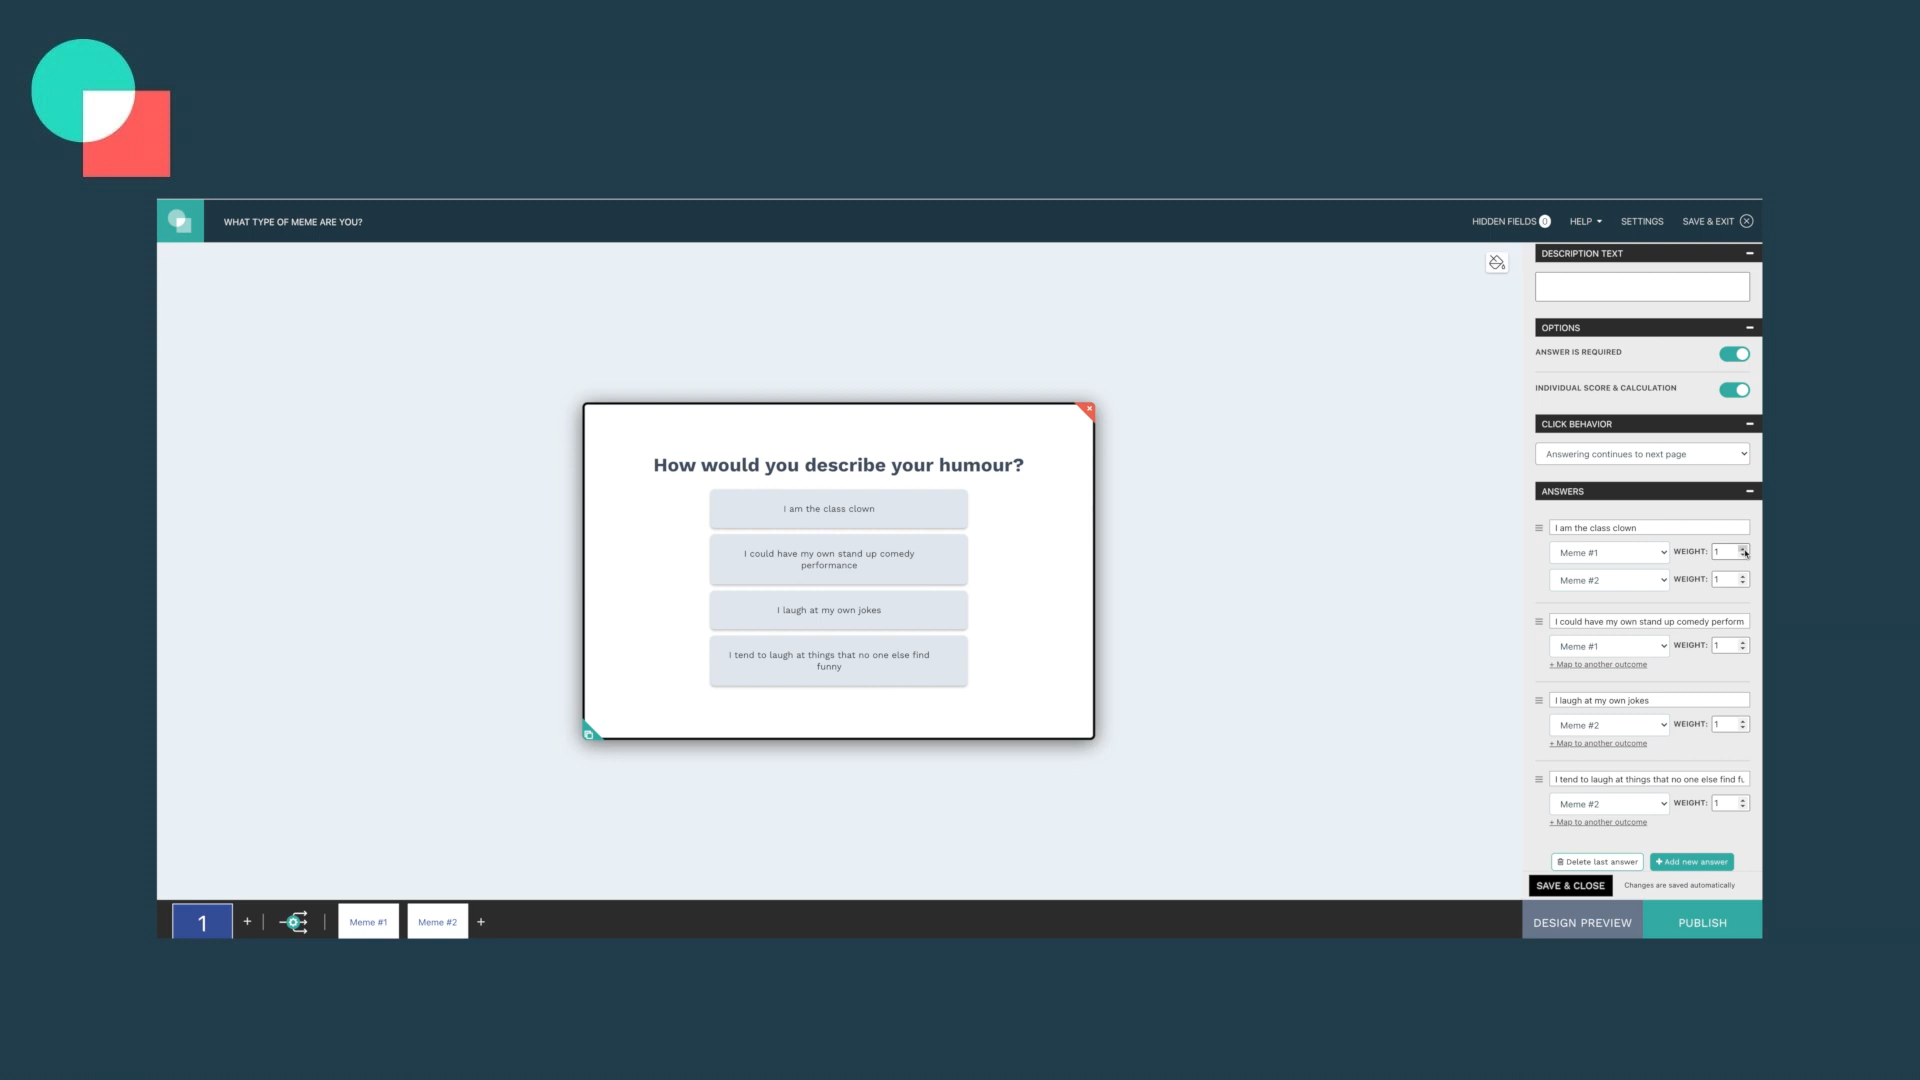 WHAT TYPE OF MEME ARE YOU?
HIDDEN FIELDS 0 HELP SETTINGS SAVE & EXIT
DESCRIPTION TEXT
OPTIONS
ANSWER IS REQUIRED
INDIVIDUAL SCORE & CALCULATION
CLICK BEHAVIOR
Answering continues to next page
ANSWERS
I am the class clown
Meme #1 WEIGHT: 1
Meme #2 WEIGHT: 1
I could have my own stand up comedy perform
Meme #1 WEIGHT: 1
+ Map to another outcome
I laugh at my own jokes
Meme #2 WEIGHT: 1
+ Map to another outcome
I tend to laugh at things that no one else find fu
Meme #2 WEIGHT: 1
+ Map to another outcome
Delete last answer + Add new answer
SAVE & CLOSE Changes are saved automatically
How would you describe your humour?
I am the class clown
I could have my own stand up comedy
performance
I laugh at my own jokes
I tend to laugh at things that no one else find
funny
1 + Meme #1 Meme #2 +
DESIGN PREVIEW PUBLISH